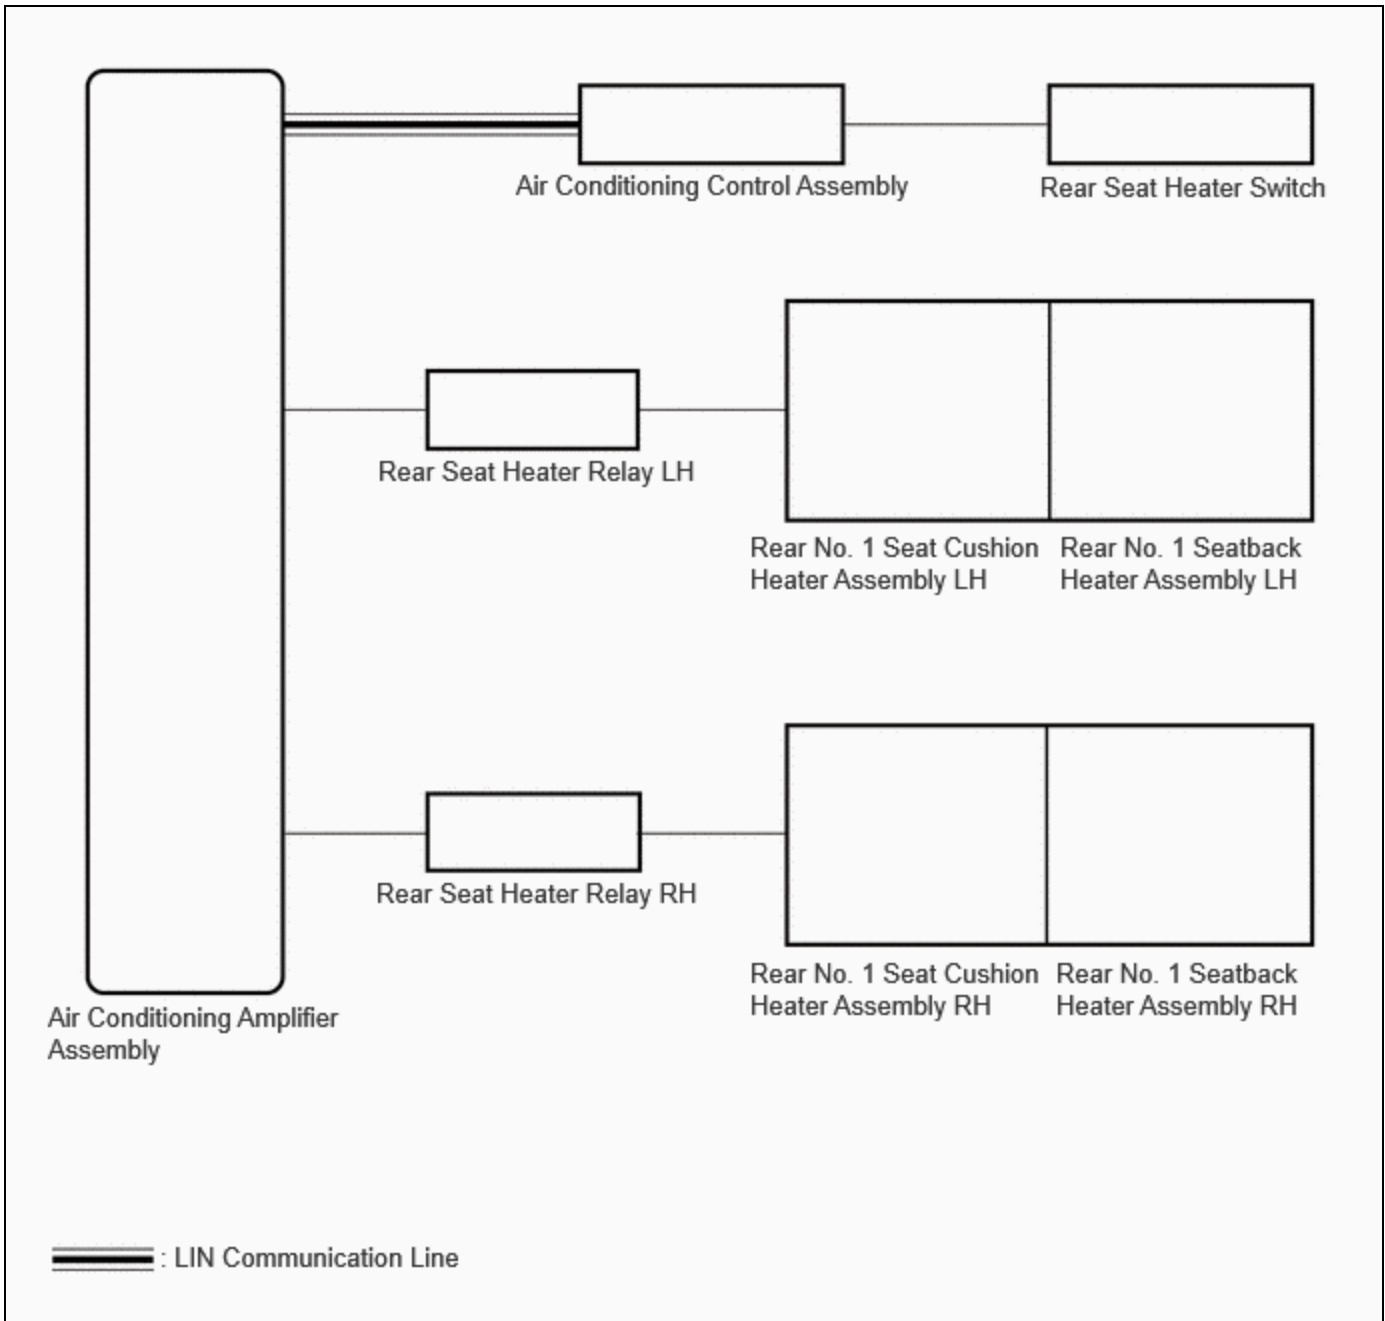 Air Conditioning Control Assembly
Rear Seat Heater Switch
Rear Seat Heater Relay LH
Rear No. 1 Seat Cushion
Heater Assembly LH
Rear No. 1 Seatback
Heater Assembly LH
Rear Seat Heater Relay RH
Rear No. 1 Seat Cushion
Heater Assembly RH
Rear No. 1 Seatback
Heater Assembly RH
Air Conditioning Amplifier
Assembly
: LIN Communication Line